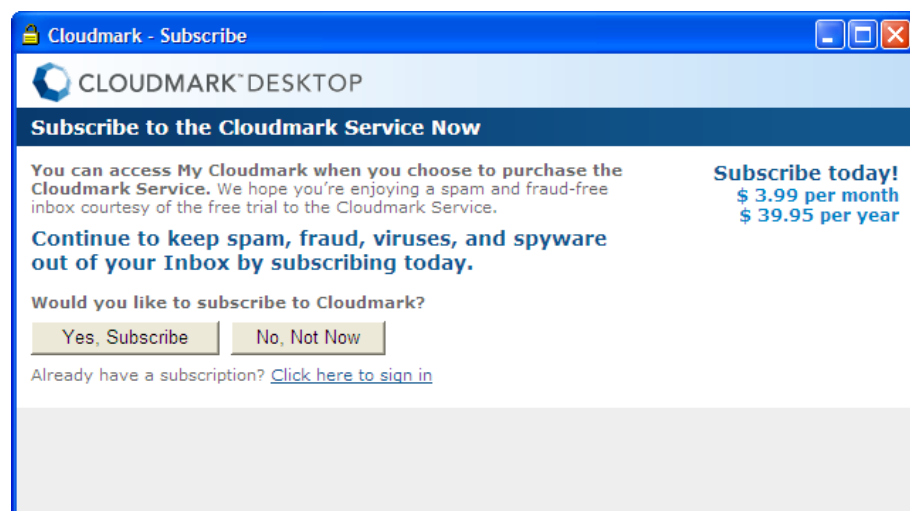 Cloudmark - Subscribe
CLOUDMARK™ DESKTOP
Subscribe to the Cloudmark Service Now
You can access My Cloudmark when you choose to purchase the
Cloudmark Service. We hope you're enjoying a spam and fraud-free
inbox courtesy of the free trial to the Cloudmark Service.
Subscribe today!
$ 3.99 per month
$ 39.95 per year
Continue to keep spam, fraud, viruses, and spyware
out of your Inbox by subscribing today.
Would you like to subscribe to Cloudmark?
Yes, Subscribe No, Not Now
Already have a subscription? Click here to sign in